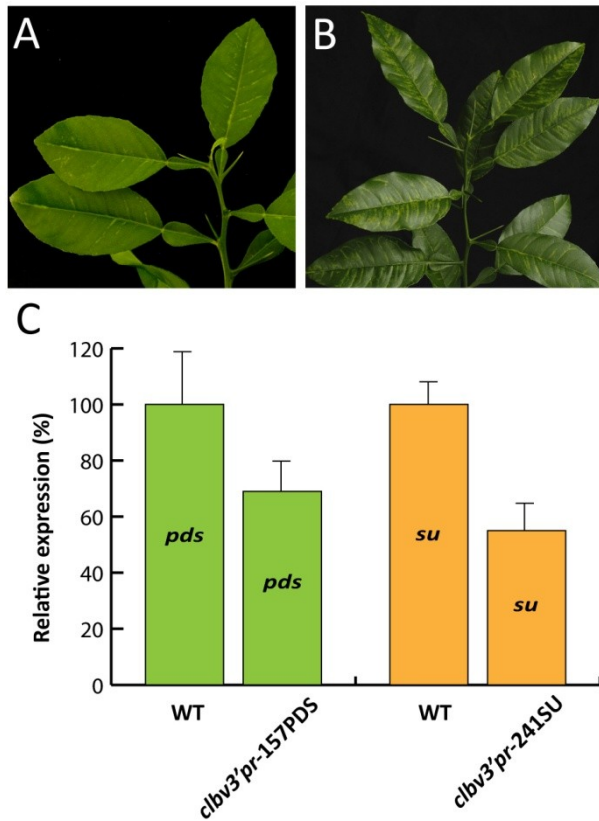 A
B
C
Relative expression (%)
120
100
80
60
40
20
0
pds
pds
su
su
WT
clbv3'pr-157PDS
WT
clbv3'pr-241SU